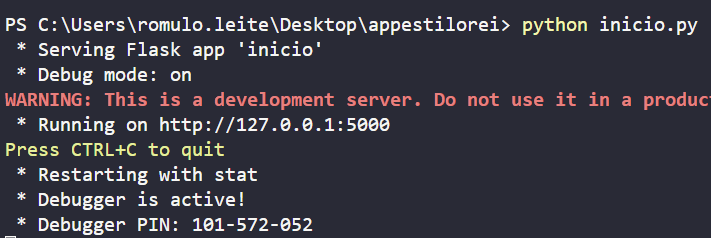 PS C:\Users\romulo.leite\Desktop\appestilorei> python inicio.py
* Serving Flask app 'inicio'
* Debug mode: on
WARNING: This is a development server. Do not use it in a produc
* Running on http://127.0.0.1:5000
Press CTRL+C to quit
* Restarting with stat
* Debugger is active!
* Debugger PIN: 101-572-052